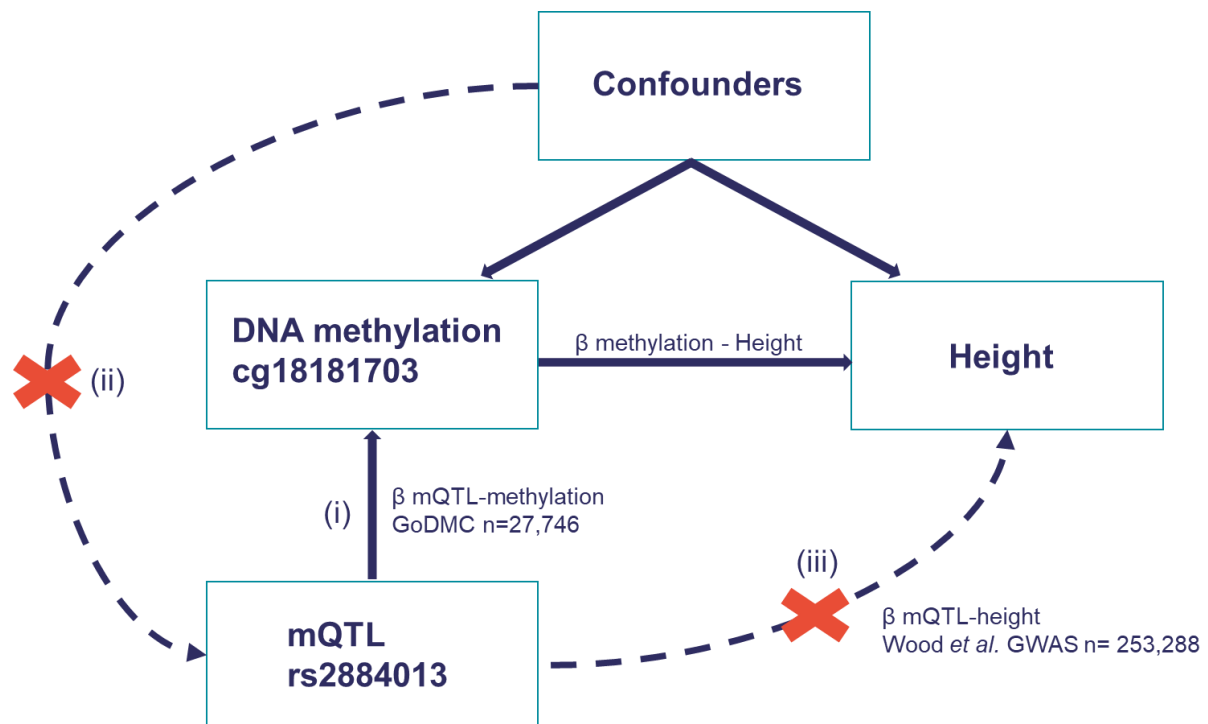 Confounders
DNA methylation
cg18181703
β methylation - Height
Height
(ii)
(i)
β mQTL-methylation
GoDMC n=27,746
(iii)
mQTL
rs2884013
β mQTL-height
Wood et al. GWAS n= 253,288